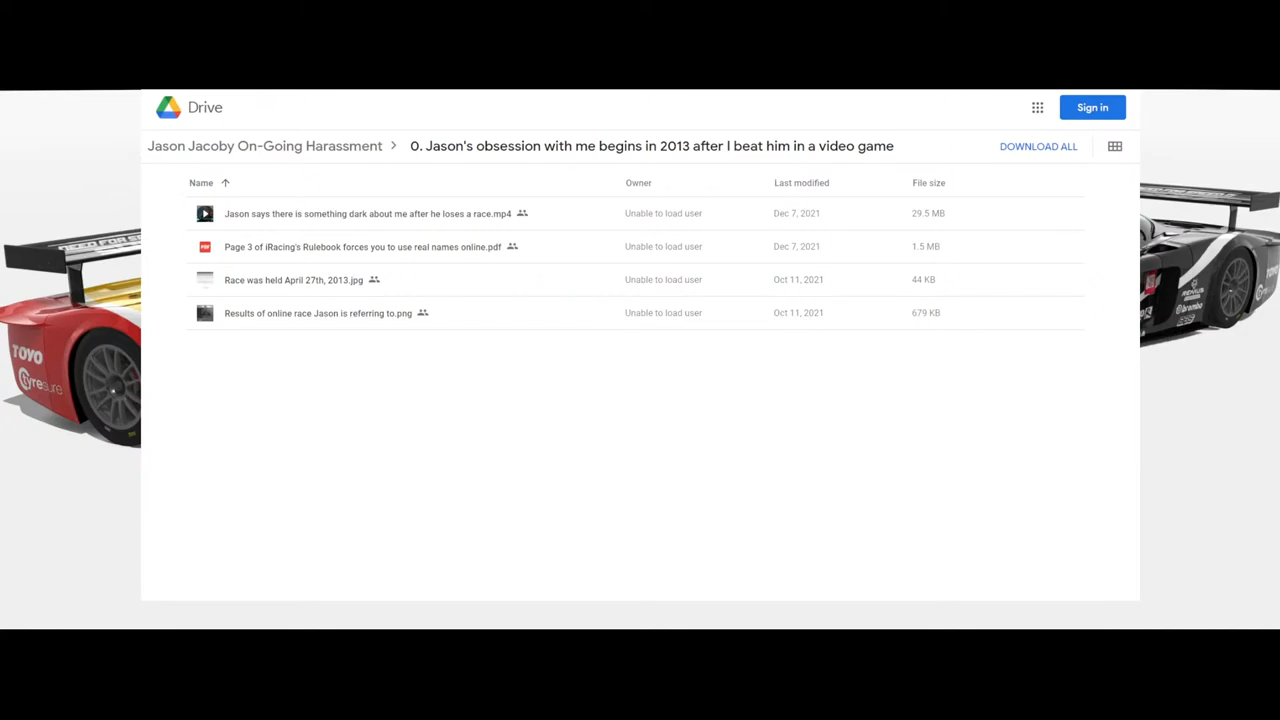 Drive
Sign in
Jason Jacoby On-Going Harassment > 0. Jason's obsession with me begins in 2013 after I beat him in a video game
DOWNLOAD ALL
Name Owner Last modified File size
Jason says there is something dark about me after he loses a race.mp4 Unable to load user Dec 7, 2021 29.5 MB
PDF Page 3 of iRacing's Rulebook forces you to use real names online.pdf Unable to load user Dec 7, 2021 1.5 MB
Race was held April 27th, 2013.jpg Unable to load user Oct 11, 2021 44 KB
Results of online race Jason is referring to.png Unable to load user Oct 11, 2021 679 KB
TOYO
tyresure
REMUS
brembo